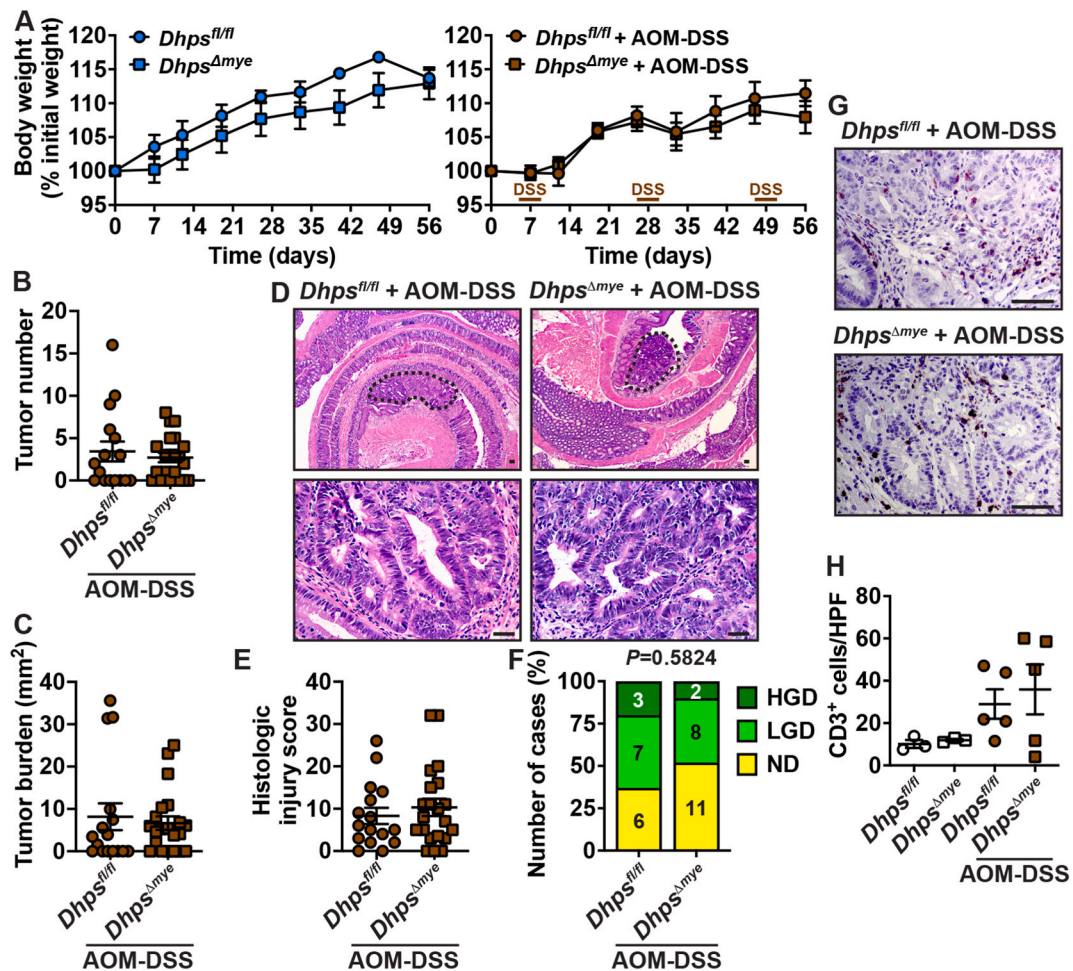 A
Body weight
(% initial weight)
120
115
110
105
100
95
Dhps^fl/fl
Dhps^Δmye
0 7 14 21 28 35 42 49 56
Time (days)
120
115
110
105
100
95
Dhps^fl/fl + AOM-DSS
Dhps^Δmye + AOM-DSS
DSS DSS DSS
0 7 14 21 28 35 42 49 56
Time (days)
B
Tumor number
20
15
10
5
0
Dhps^fl/fl
Dhps^Δmye
AOM-DSS
C
Tumor burden (mm²)
40
30
20
10
0
Dhps^fl/fl
Dhps^Δmye
AOM-DSS
D
Dhps^fl/fl + AOM-DSS
Dhps^Δmye + AOM-DSS
E
Histologic
injury score
40
30
20
10
0
Dhps^fl/fl
Dhps^Δmye
AOM-DSS
F
P=0.5824
Number of cases (%)
100
75
50
25
0
3
7
6
2
8
11
HGD
LGD
ND
Dhps^fl/fl
Dhps^Δmye
AOM-DSS
G
Dhps^fl/fl + AOM-DSS
Dhps^Δmye + AOM-DSS
H
CD3⁺ cells/HPF
80
60
40
20
0
Dhps^fl/fl
Dhps^Δmye
Dhps^fl/fl
Dhps^Δmye
AOM-DSS